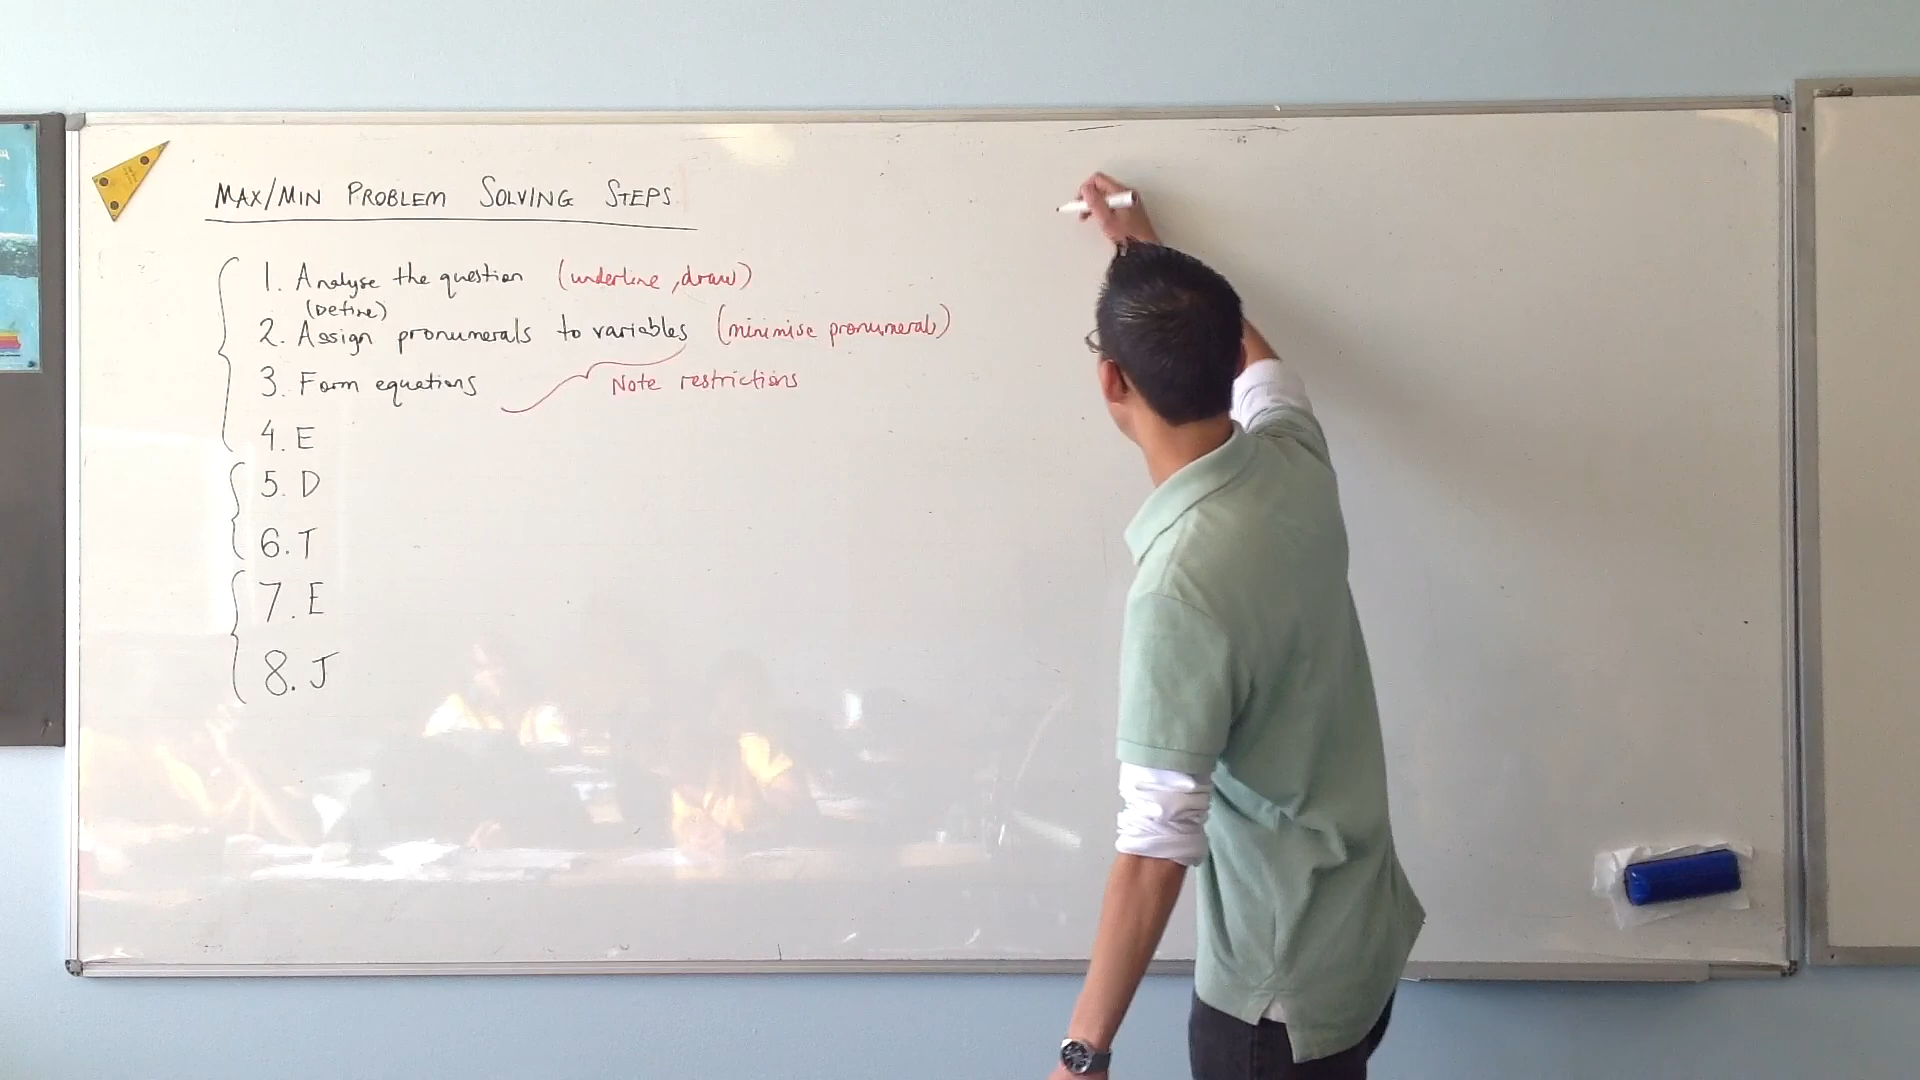 MAX/MIN PROBLEM SOLVING STEPS
1. Analyse the question (underline, draw)
(Define)
2. Assign pronumerals to variables (minimise pronumerals)
3. Form equations Note restrictions
4. E
5. D
6. T
7. E
8. J